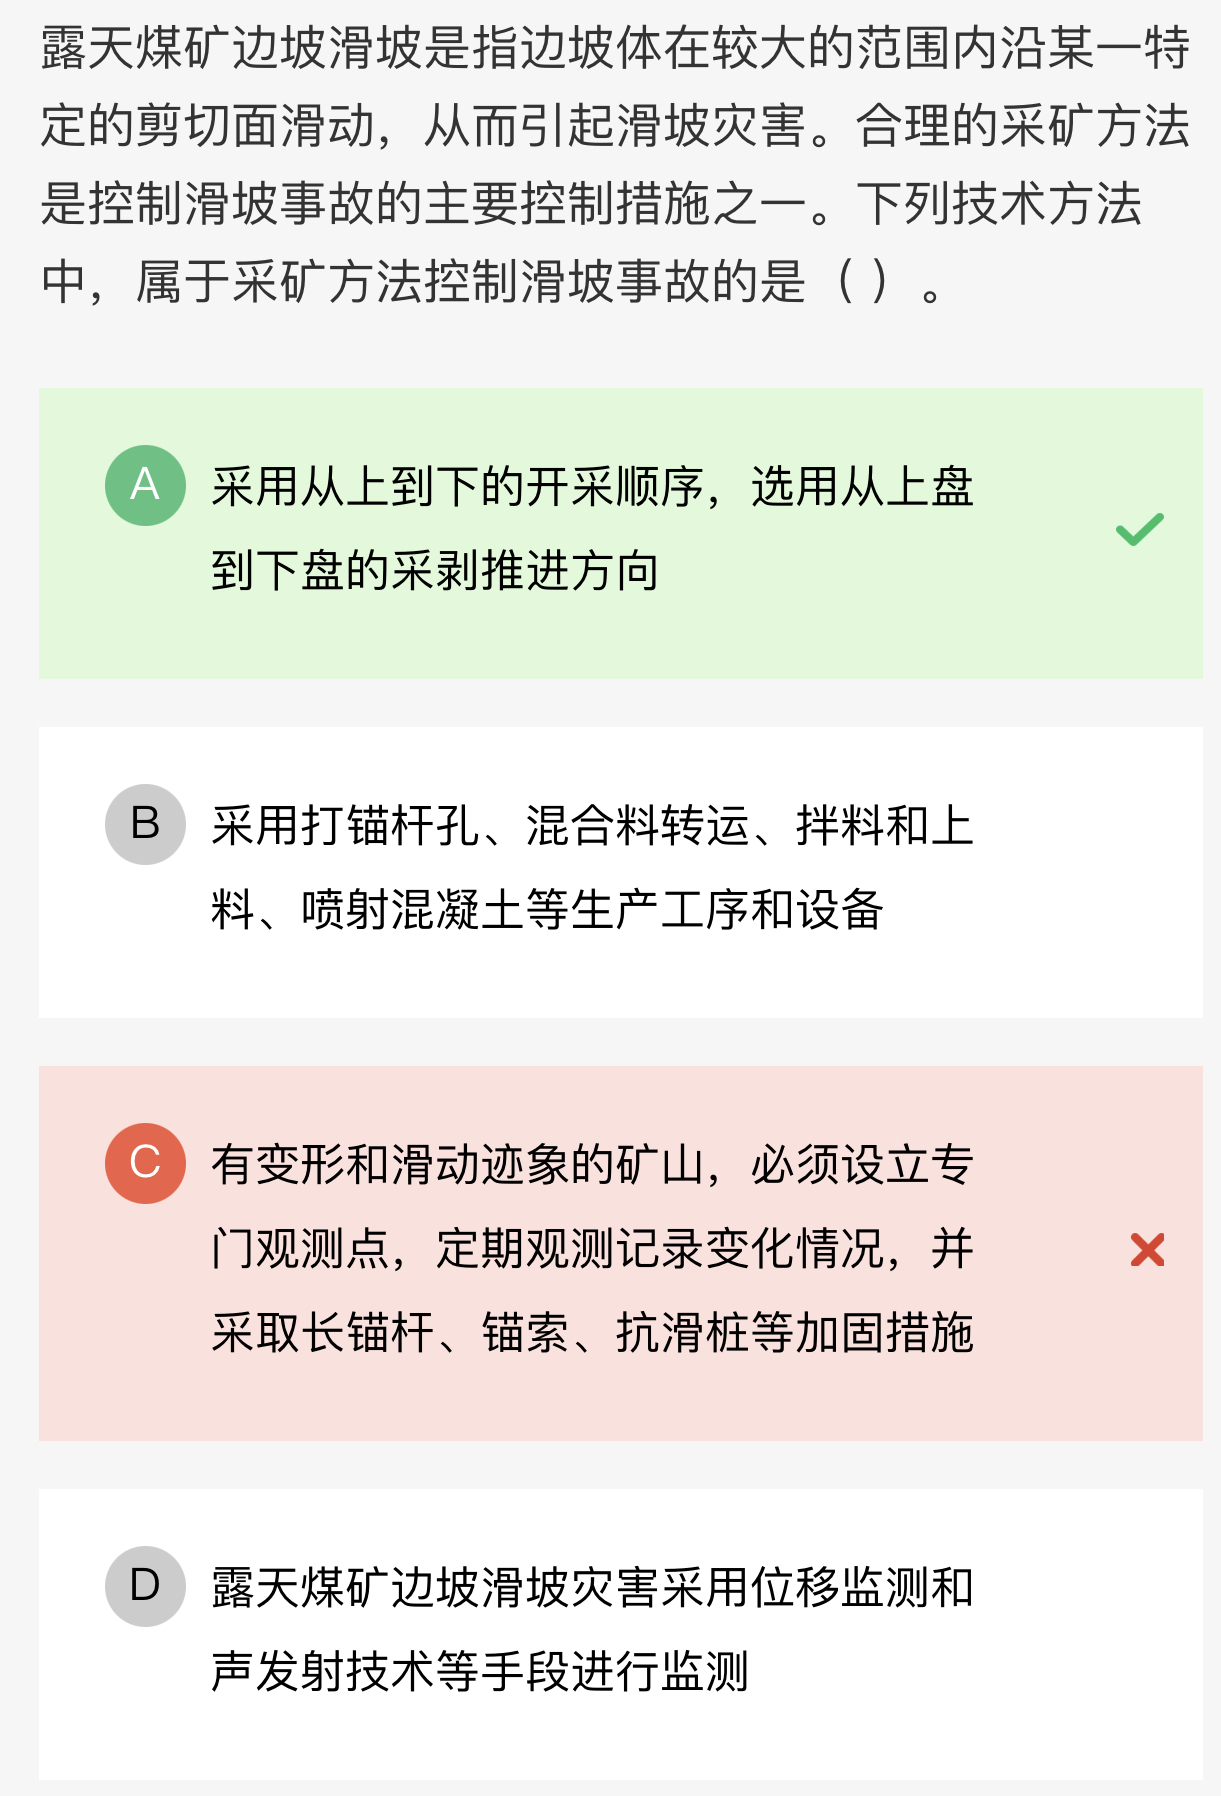 露天煤矿边坡滑坡是指边坡体在较大的范围内沿某一特
定的剪切面滑动，从而引起滑坡灾害。合理的采矿方法
是控制滑坡事故的主要控制措施之一。下列技术方法
中，属于采矿方法控制滑坡事故的是（）。
A 采用从上到下的开采顺序，选用从上盘
到下盘的采剥推进方向
B 采用打锚杆孔、混合料转运、拌料和上
料、喷射混凝土等生产工序和设备
C 有变形和滑动迹象的矿山，必须设立专
门观测点，定期观测记录变化情况，并
采取长锚杆、锚索、抗滑桩等加固措施
D 露天煤矿边坡滑坡灾害采用位移监测和
声发射技术等手段进行监测